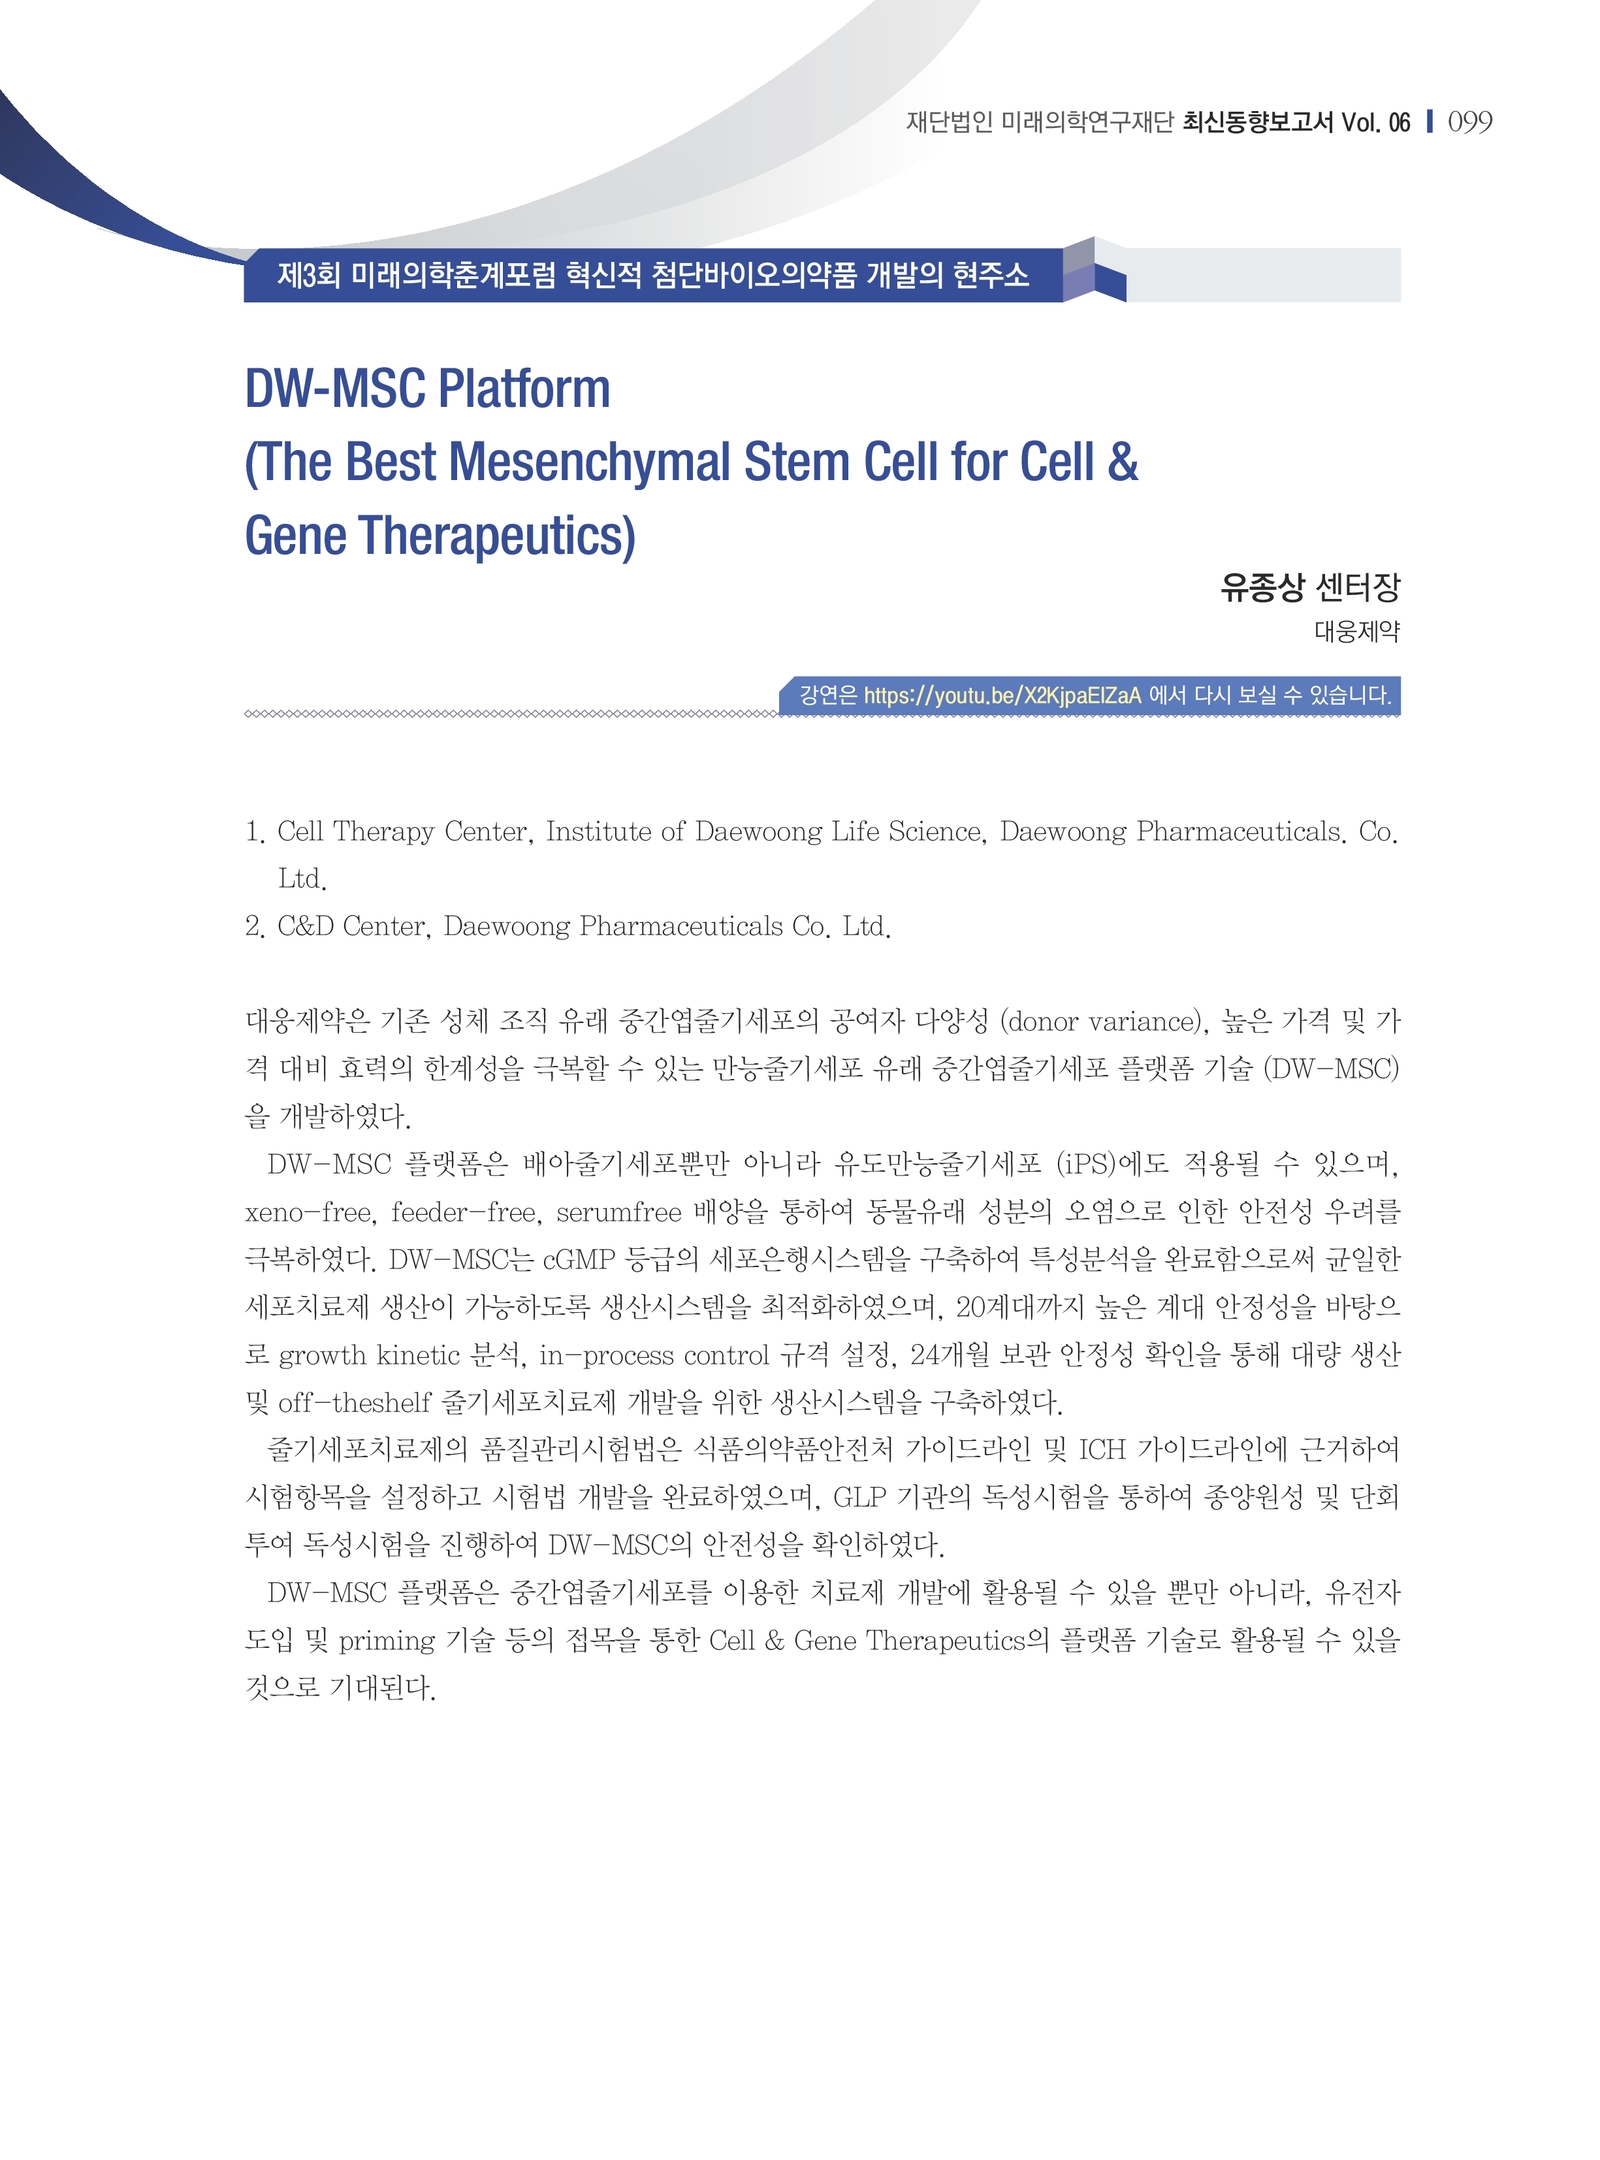 재단법인 미래의학연구재단 최신동향보고서 Vol. 06 099
제3회 미래의학춘계포럼 혁신적 첨단바이오의약품 개발의 현주소
DW-MSC Platform
(The Best Mesenchymal Stem Cell for Cell &
Gene Therapeutics)
유종상 센터장
대웅제약
강연은 https://youtu.be/X2KjpaElZaA 에서 다시 보실 수 있습니다.
1. Cell Therapy Center, Institute of Daewoong Life Science, Daewoong Pharmaceuticals. Co.
Ltd.
2. C&D Center, Daewoong Pharmaceuticals Co. Ltd.
대웅제약은 기존 성체 조직 유래 중간엽줄기세포의 공여자 다양성 (donor variance), 높은 가격 및 가
격 대비 효력의 한계성을 극복할 수 있는 만능줄기세포 유래 중간엽줄기세포 플랫폼 기술 (DW-MSC)
을 개발하였다.
DW-MSC 플랫폼은 배아줄기세포뿐만 아니라 유도만능줄기세포 (iPS)에도 적용될 수 있으며,
xeno-free, feeder-free, serumfree 배양을 통하여 동물유래 성분의 오염으로 인한 안전성 우려를
극복하였다. DW-MSC는 cGMP 등급의 세포은행시스템을 구축하여 특성분석을 완료함으로써 균일한
세포치료제 생산이 가능하도록 생산시스템을 최적화하였으며, 20계대까지 높은 계대 안정성을 바탕으
로 growth kinetic 분석, in-process control 규격 설정, 24개월 보관 안정성 확인을 통해 대량 생산
및 off-theshelf 줄기세포치료제 개발을 위한 생산시스템을 구축하였다.
줄기세포치료제의 품질관리시험법은 식품의약품안전처 가이드라인 및 ICH 가이드라인에 근거하여
시험항목을 설정하고 시험법 개발을 완료하였으며, GLP 기관의 독성시험을 통하여 종양원성 및 단회
투여 독성시험을 진행하여 DW-MSC의 안전성을 확인하였다.
DW-MSC 플랫폼은 중간엽줄기세포를 이용한 치료제 개발에 활용될 수 있을 뿐만 아니라, 유전자
도입 및 priming 기술 등의 접목을 통한 Cell & Gene Therapeutics의 플랫폼 기술로 활용될 수 있을
것으로 기대된다.